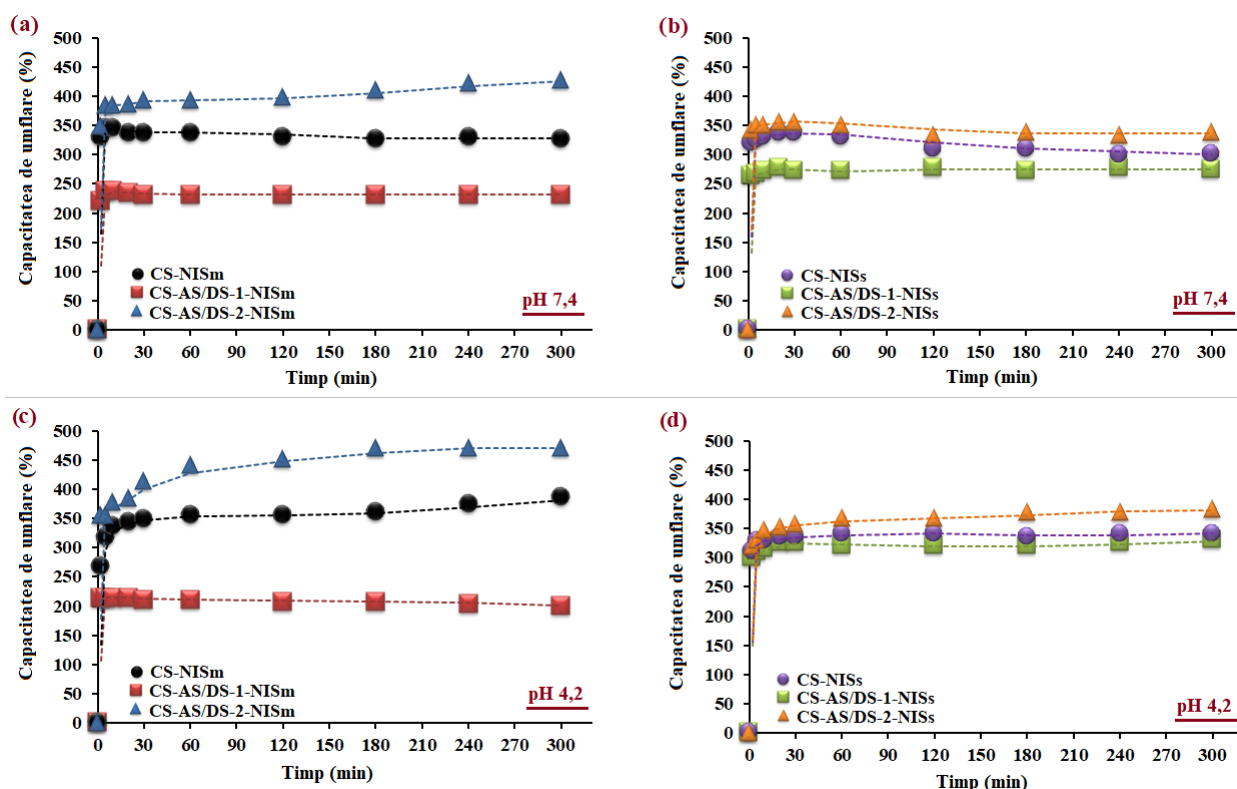 (a)
Capacitatea de umflare (%)
500
450
400
350
300
250
200
150
100
50
0
CS-NISm
CS-AS/DS-1-NISm
CS-AS/DS-2-NISm
pH 7,4
0 30 60 90 120 150 180 210 240 270 300
Timp (min)
(b)
Capacitatea de umflare (%)
500
450
400
350
300
250
200
150
100
50
0
CS-NISs
CS-AS/DS-1-NISs
CS-AS/DS-2-NISs
pH 7,4
0 30 60 90 120 150 180 210 240 270 300
Timp (min)
(c)
Capacitatea de umflare (%)
500
450
400
350
300
250
200
150
100
50
0
CS-NISm
CS-AS/DS-1-NISm
CS-AS/DS-2-NISm
pH 4,2
0 30 60 90 120 150 180 210 240 270 300
Timp (min)
(d)
Capacitatea de umflare (%)
500
450
400
350
300
250
200
150
100
50
0
CS-NISs
CS-AS/DS-1-NISs
CS-AS/DS-2-NISs
pH 4,2
0 30 60 90 120 150 180 210 240 270 300
Timp (min)